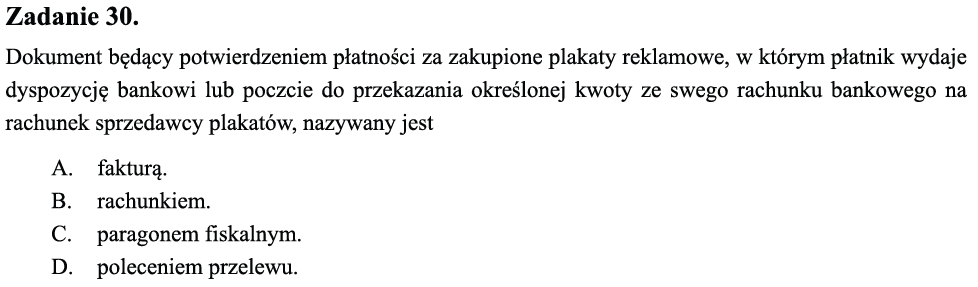 Zadanie 30.
Dokument będący potwierdzeniem płatności za zakupione plakaty reklamowe, w którym płatnik wydaje
dyspozycję bankowi lub poczcie do przekazania określonej kwoty ze swego rachunku bankowego na
rachunek sprzedawcy plakatów, nazywany jest
A. fakturą.
B. rachunkiem.
C. paragonem fiskalnym.
D. poleceniem przelewu.